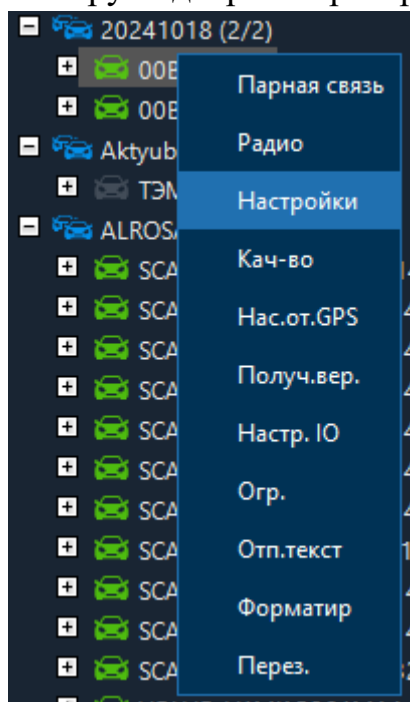 20241018 (2/2)
00E
00E
Aktyub
ТЭМ
ALROSA
SCA
SCA
SCA
SCA
SCA
SCA
SCA
SCA
SCA
SCA
SCA
Парная связь
Радио
Настройки
Кач-во
Нас.от.GPS
Получ.вер.
Настр. IO
Огр.
Отп.текст
Форматир
Перез.